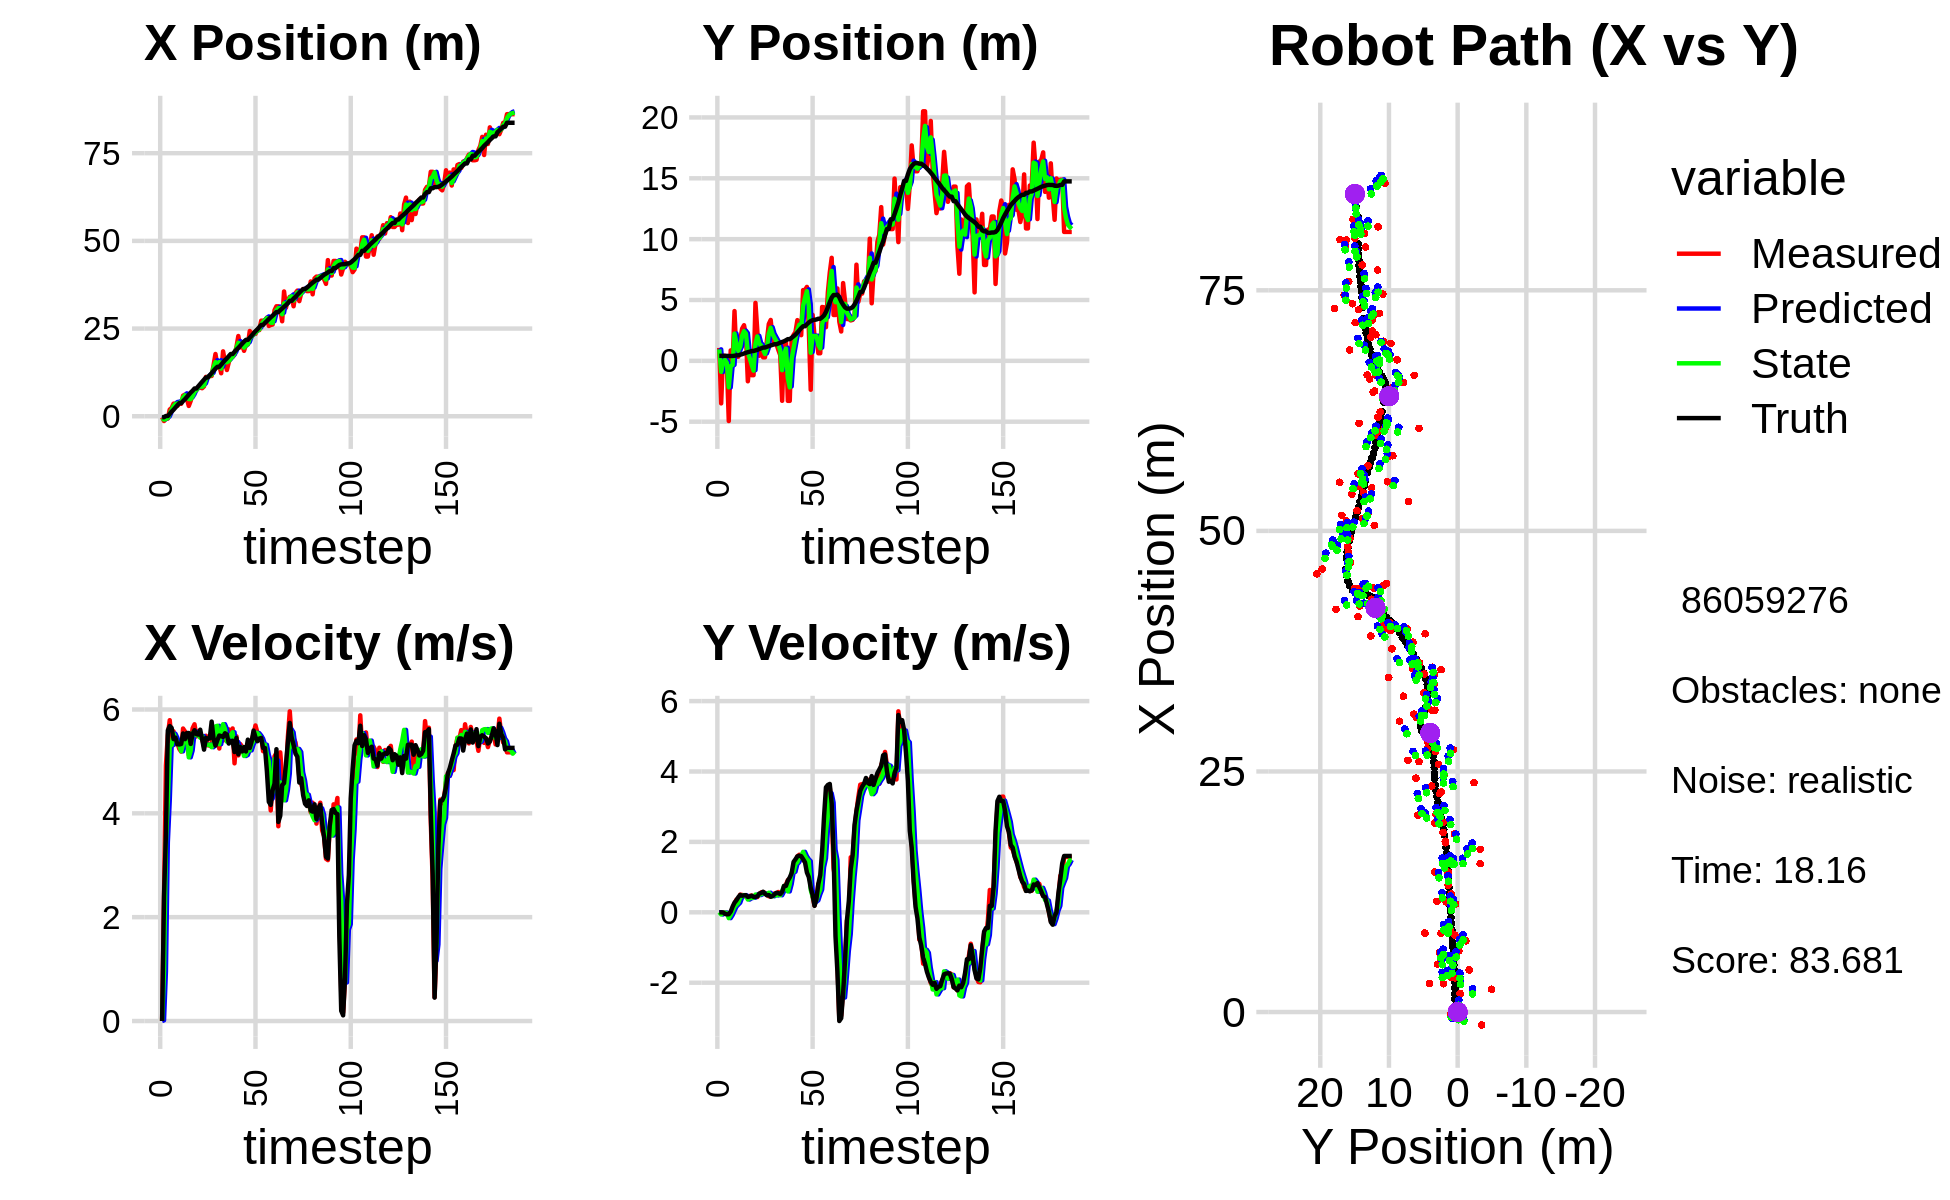 X Position (m)
75
50
25
0
0
50
100
150
timestep
Y Position (m)
20
15
10
5
0
-5
0
50
100
150
timestep
X Velocity (m/s)
6
4
2
0
0
50
100
150
timestep
Y Velocity (m/s)
6
4
2
0
-2
0
50
100
150
timestep
Robot Path (X vs Y)
X Position (m)
75
50
25
0
20 10 0 -10 -20
Y Position (m)
variable
Measured
Predicted
State
Truth
86059276
Obstacles: none
Noise: realistic
Time: 18.16
Score: 83.681